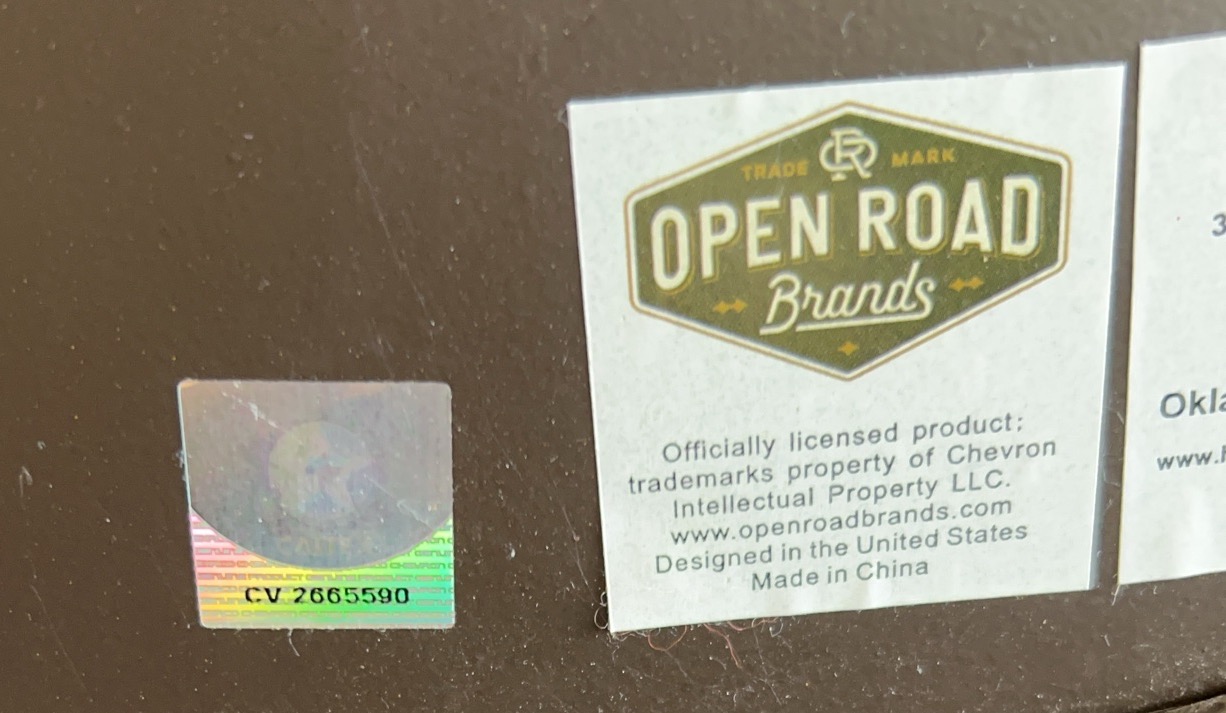 TRADE MARK
OPEN ROAD
Brands
Officially licensed product:
trademarks property of Chevron
Intellectual Property LLC.
www.openroadbrands.com
Designed in the United States
Made in China
CV 2665590
3
Okla
www.h